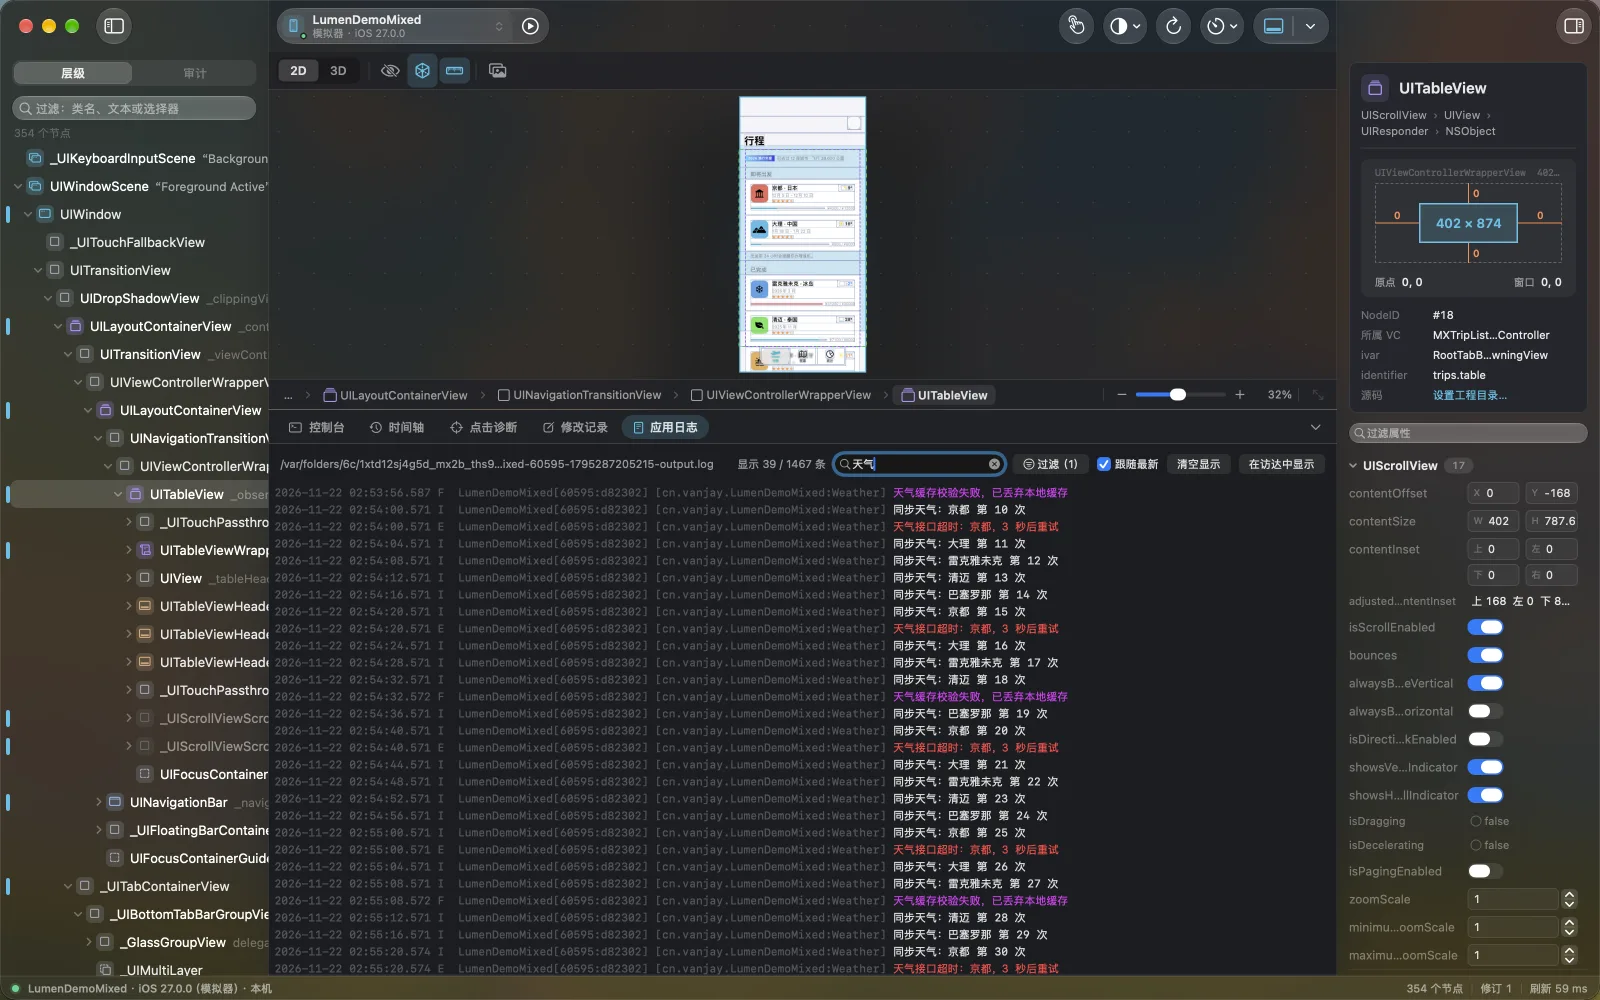 LumenDemoMixed
模拟器 · iOS 27.0.0
层级
审计
过滤：类名、文本或选择器
354 个节点
_UIKeyboardInputScene “Backgroun
UIWindowScene “Foreground Active”
UIWindow
_UITouchFallbackView
UITransitionView
UIDropShadowView _clippingVi
UILayoutContainerView _cont
UITransitionView _viewCont
UIViewControllerWrapperV
UILayoutContainerView
UINavigationTransitionV
UIViewControllerWrap
UITableView _obser
_UITouchPassthro
UITableViewWrapp
UIView _tableHead
UITableViewHeade
UITableViewHeade
UITableViewHeade
_UITouchPassthro
_UIScrollViewScro
_UIScrollViewScro
UIFocusContainer
UINavigationBar _navig
_UIFloatingBarContaine
UIFocusContainerGuide
_UITabContainerView
_UIBottomTabBarGroupVie
_GlassGroupView delega
_UIMultiLayer
2D
3D
行程
即将出发
京都 · 日本
大理 · 中国
已完成
雷克雅未克 · 冰岛
清迈 · 泰国
...
UILayoutContainerView
UINavigationTransitionView
UIViewControllerWrapperView
UITableView
32%
控制台
时间轴
点击诊断
修改记录
应用日志
/var/folders/6c/1xtd12sj4g5d_mx2b_ths9...ixed-60595-1795287205215-output.log
显示 39 / 1467 条
天气
过滤 (1)
跟随最新
清空显示
在访达中显示
2026-11-22 02:53:56.587 F LumenDemoMixed[60595:d82302] [cn.vanjay.LumenDemoMixed:Weather] 天气缓存校验失败，已丢弃本地缓存
2026-11-22 02:54:00.571 I LumenDemoMixed[60595:d82302] [cn.vanjay.LumenDemoMixed:Weather] 同步天气：京都 第 10 次
2026-11-22 02:54:00.571 E LumenDemoMixed[60595:d82302] [cn.vanjay.LumenDemoMixed:Weather] 天气接口超时：京都，3 秒后重试
2026-11-22 02:54:04.571 I LumenDemoMixed[60595:d82302] [cn.vanjay.LumenDemoMixed:Weather] 同步天气：大理 第 11 次
2026-11-22 02:54:08.571 I LumenDemoMixed[60595:d82302] [cn.vanjay.LumenDemoMixed:Weather] 同步天气：雷克雅未克 第 12 次
2026-11-22 02:54:12.571 I LumenDemoMixed[60595:d82302] [cn.vanjay.LumenDemoMixed:Weather] 同步天气：清迈 第 13 次
2026-11-22 02:54:16.571 I LumenDemoMixed[60595:d82302] [cn.vanjay.LumenDemoMixed:Weather] 同步天气：巴塞罗那 第 14 次
2026-11-22 02:54:20.571 I LumenDemoMixed[60595:d82302] [cn.vanjay.LumenDemoMixed:Weather] 同步天气：京都 第 15 次
2026-11-22 02:54:20.571 E LumenDemoMixed[60595:d82302] [cn.vanjay.LumenDemoMixed:Weather] 天气接口超时：京都，3 秒后重试
2026-11-22 02:54:24.571 I LumenDemoMixed[60595:d82302] [cn.vanjay.LumenDemoMixed:Weather] 同步天气：大理 第 16 次
2026-11-22 02:54:28.571 I LumenDemoMixed[60595:d82302] [cn.vanjay.LumenDemoMixed:Weather] 同步天气：雷克雅未克 第 17 次
2026-11-22 02:54:32.571 I LumenDemoMixed[60595:d82302] [cn.vanjay.LumenDemoMixed:Weather] 同步天气：清迈 第 18 次
2026-11-22 02:54:32.572 F LumenDemoMixed[60595:d82302] [cn.vanjay.LumenDemoMixed:Weather] 天气缓存校验失败，已丢弃本地缓存
2026-11-22 02:54:36.571 I LumenDemoMixed[60595:d82302] [cn.vanjay.LumenDemoMixed:Weather] 同步天气：巴塞罗那 第 19 次
2026-11-22 02:54:40.571 I LumenDemoMixed[60595:d82302] [cn.vanjay.LumenDemoMixed:Weather] 同步天气：京都 第 20 次
2026-11-22 02:54:40.571 E LumenDemoMixed[60595:d82302] [cn.vanjay.LumenDemoMixed:Weather] 天气接口超时：京都，3 秒后重试
2026-11-22 02:54:44.571 I LumenDemoMixed[60595:d82302] [cn.vanjay.LumenDemoMixed:Weather] 同步天气：大理 第 21 次
2026-11-22 02:54:48.571 I LumenDemoMixed[60595:d82302] [cn.vanjay.LumenDemoMixed:Weather] 同步天气：雷克雅未克 第 22 次
2026-11-22 02:54:52.571 I LumenDemoMixed[60595:d82302] [cn.vanjay.LumenDemoMixed:Weather] 同步天气：清迈 第 23 次
2026-11-22 02:54:56.571 I LumenDemoMixed[60595:d82302] [cn.vanjay.LumenDemoMixed:Weather] 同步天气：巴塞罗那 第 24 次
2026-11-22 02:55:00.571 I LumenDemoMixed[60595:d82302] [cn.vanjay.LumenDemoMixed:Weather] 同步天气：京都 第 25 次
2026-11-22 02:55:00.571 E LumenDemoMixed[60595:d82302] [cn.vanjay.LumenDemoMixed:Weather] 天气接口超时：京都，3 秒后重试
2026-11-22 02:55:04.571 I LumenDemoMixed[60595:d82302] [cn.vanjay.LumenDemoMixed:Weather] 同步天气：大理 第 26 次
2026-11-22 02:55:08.571 I LumenDemoMixed[60595:d82302] [cn.vanjay.LumenDemoMixed:Weather] 同步天气：雷克雅未克 第 27 次
2026-11-22 02:55:08.572 F LumenDemoMixed[60595:d82302] [cn.vanjay.LumenDemoMixed:Weather] 天气缓存校验失败，已丢弃本地缓存
2026-11-22 02:55:12.571 I LumenDemoMixed[60595:d82302] [cn.vanjay.LumenDemoMixed:Weather] 同步天气：清迈 第 28 次
2026-11-22 02:55:16.571 I LumenDemoMixed[60595:d82302] [cn.vanjay.LumenDemoMixed:Weather] 同步天气：巴塞罗那 第 29 次
2026-11-22 02:55:20.574 I LumenDemoMixed[60595:d82302] [cn.vanjay.LumenDemoMixed:Weather] 同步天气：京都 第 30 次
2026-11-22 02:55:20.574 E LumenDemoMixed[60595:d82302] [cn.vanjay.LumenDemoMixed:Weather] 天气接口超时：京都，3 秒后重试
UITableView
UIScrollView › UIView ›
UIResponder › NSObject
UIViewControllerWrapperView 402...
0
0
402 × 874
0
0
原点 0, 0
窗口 0, 0
NodeID #18
所属 VC MXTripList...Controller
ivar RootTabB...wningView
identifier trips.table
源码 设置工程目录...
过滤属性
UIScrollView 17
contentOffset X 0 Y -168
contentSize W 402 H 787.6
contentInset 上 0 左 0
下 0 右 0
adjusted...ntentInset 上 168 左 0 下 8...
isScrollEnabled
bounces
alwaysB...eVertical
alwaysB...orizontal
isDirecti...kEnabled
showsVe...lIndicator
showsH...llIndicator
isDragging false
isDecelerating false
isPagingEnabled
zoomScale 1
minimu...oomScale 1
maximu...oomScale 1
LumenDemoMixed · iOS 27.0.0 (模拟器) · 本机
354 个节点
修订 1
刷新 59 ms